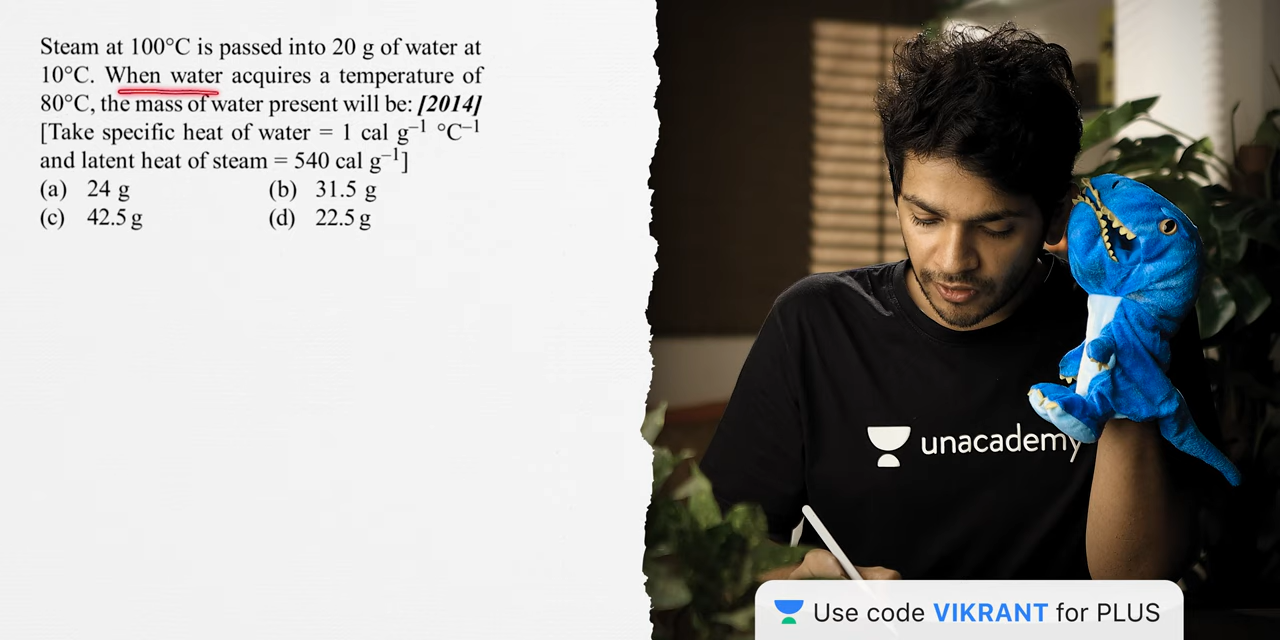 Steam at 100°C is passed into 20 g of water at
10°C. When water acquires a temperature of
80°C, the mass of water present will be: [2014]
[Take specific heat of water = 1 cal g⁻¹ °C⁻¹
and latent heat of steam = 540 cal g⁻¹]
(a) 24 g (b) 31.5 g
(c) 42.5 g (d) 22.5 g
unacademy
Use code VIKRANT for PLUS